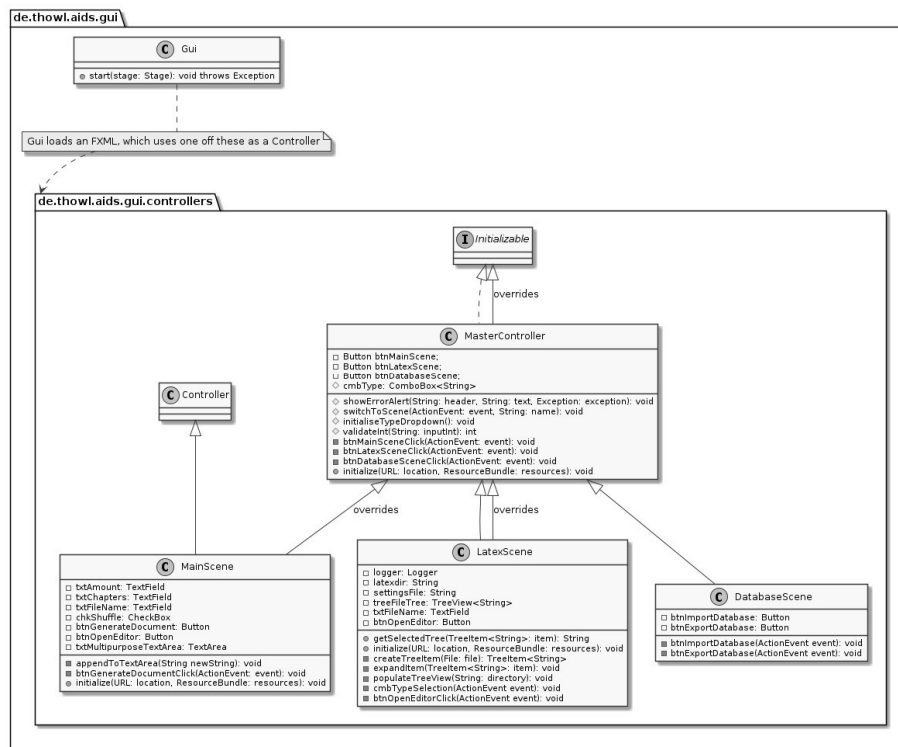 de.thowl.aids.gui
C Gui
start(stage: Stage): void throws Exception
Gui loads an FXML, which uses one off these as a Controller
de.thowl.aids.gui.controllers
I Initializable
overrides
C MasterController
Button btnMainScene;
Button btnLatexScene;
Button btnDatabaseScene;
cmbType: ComboBox<String>
showErrorAlert(String: header, String: text, Exception: exception): void
switchToScene(ActionEvent: event, String: name): void
initialiseTypeDropdown(): void
validateInt(String: inputInt): int
btnMainSceneClick(ActionEvent: event): void
btnLatexSceneClick(ActionEvent: event): void
btnDatabaseSceneClick(ActionEvent: event): void
initialize(URL: location, ResourceBundle: resources): void
C Controller
overrides
overrides
C MainScene
txtAmount: TextField
txtChapters: TextField
txtFileName: TextField
chkShuffle: CheckBox
btnGenerateDocument: Button
btnOpenEditor: Button
txtMultipurposeTextArea: TextArea
appendToTextArea(String newString): void
btnGenerateDocumentClick(ActionEvent: event): void
initialize(URL: location, ResourceBundle: resources): void
C LatexScene
logger: Logger
latexdir: String
settingsFile: String
treeFileTree: TreeView<String>
txtFileName: TextField
btnOpenEditor: Button
getSelectedTree(TreeItem<String>: item): String
initialize(URL: location, ResourceBundle: resources): void
createTreeItem(File: file): TreeItem<String>
expandItem(TreeItem<String>: item): void
populateTreeView(String: directory): void
cmbTypeSelection(ActionEvent event): void
btnOpenEditorClick(ActionEvent event): void
C DatabaseScene
btnImportDatabase: Button
btnExportDatabase: Button
btnImportDatabase(ActionEvent event): void
btnExportDatabase(ActionEvent event): void